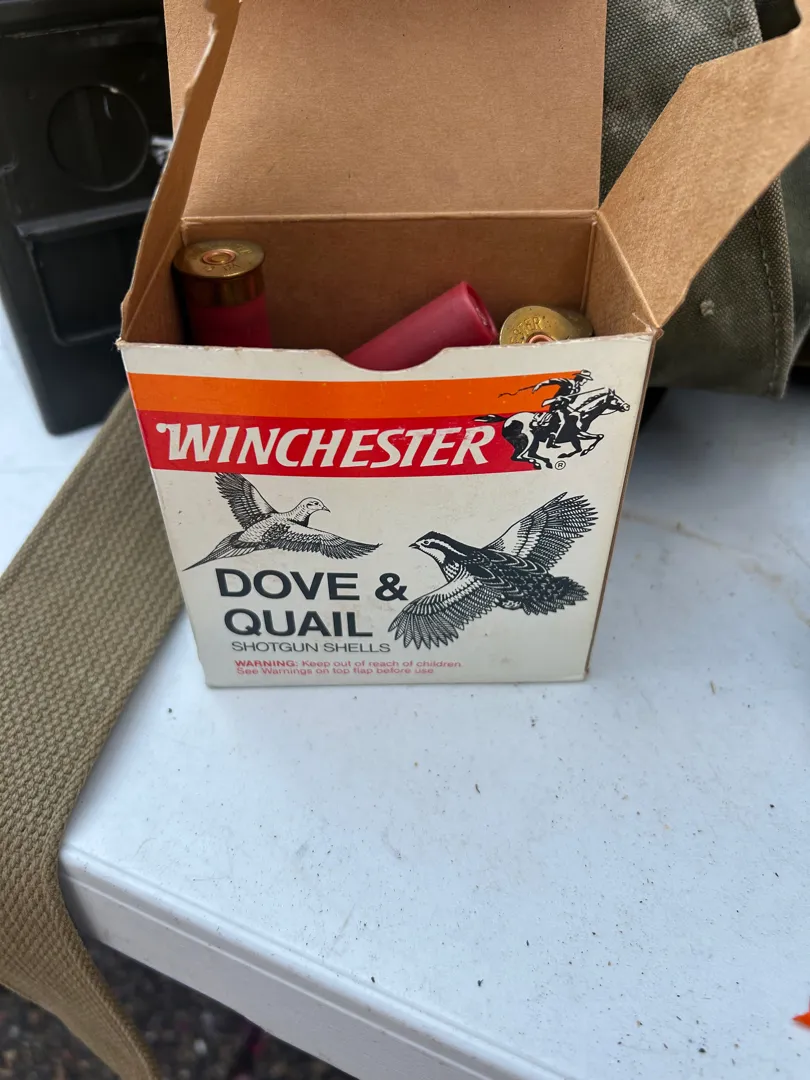 WINCHESTER
®
DOVE &
QUAIL
SHOTGUN SHELLS
WARNING: Keep out of reach of children.
See Warnings on top flap before use.